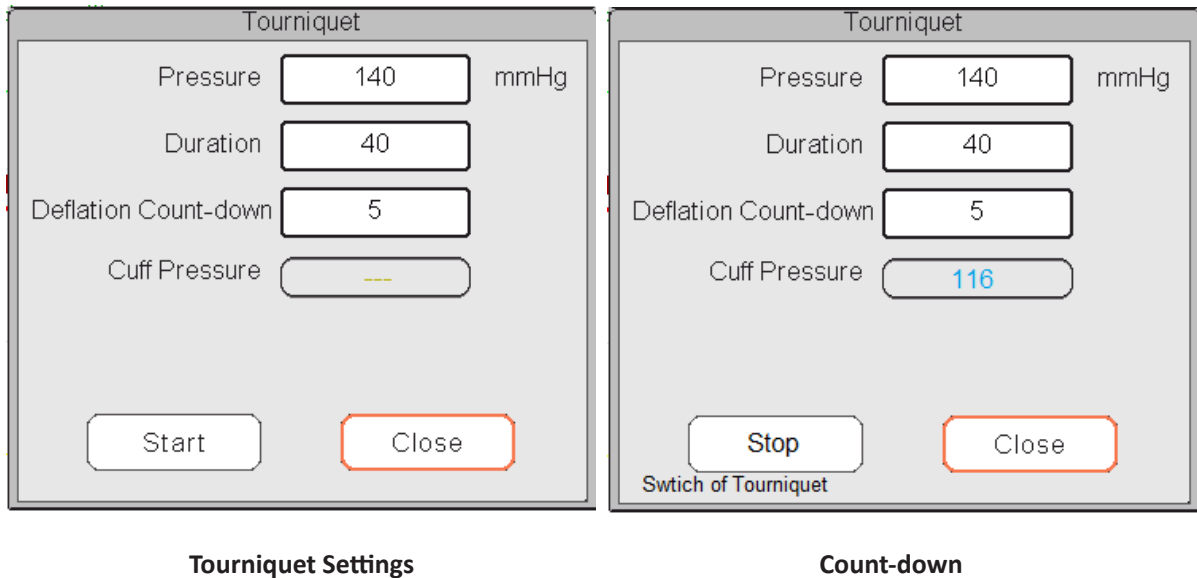 Tourniquet
Pressure 140 mmHg
Duration 40
Deflation Count-down 5
Cuff Pressure ---
Start Close
Tourniquet
Pressure 140 mmHg
Duration 40
Deflation Count-down 5
Cuff Pressure 116
Stop Close
Swtich of Tourniquet
Tourniquet Settings
Count-down